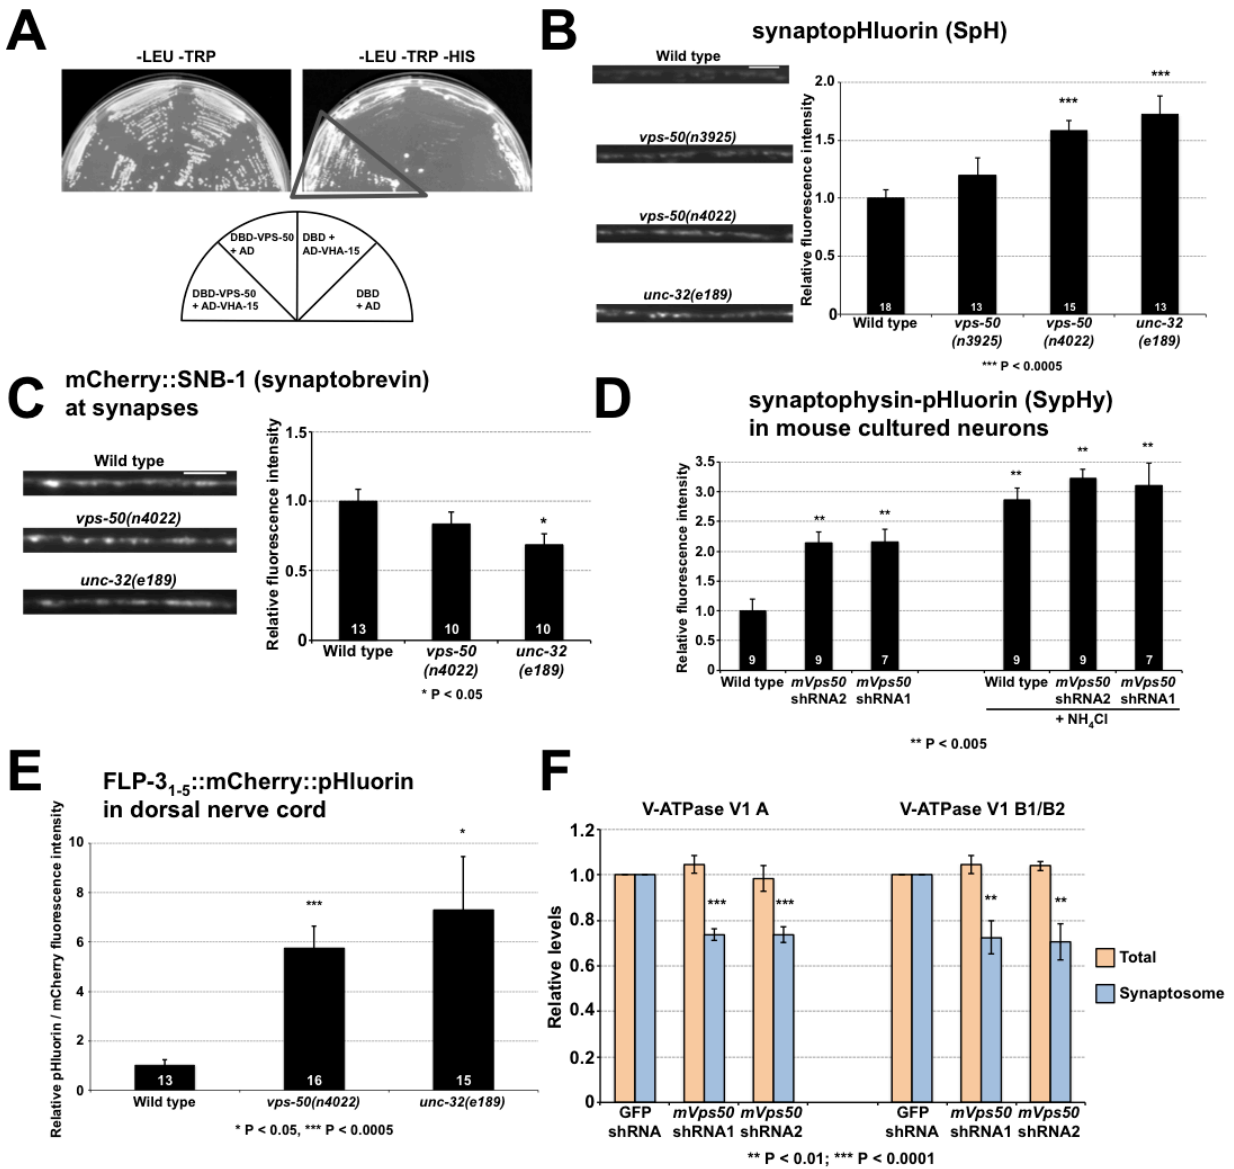 A
-LEU -TRP
-LEU -TRP -HIS
DBD-VPS-50
+ AD
DBD +
AD-VHA-15
DBD-VPS-50
+ AD-VHA-15
DBD
+ AD
B
synaptopHluorin (SpH)
Wild type
vps-50(n3925)
vps-50(n4022)
unc-32(e189)
Relative fluorescence intensity
2.0
1.5
1.0
0.5
0
***
***
18
13
15
13
Wild type
vps-50
(n3925)
vps-50
(n4022)
unc-32
(e189)
*** P < 0.0005
C
mCherry::SNB-1 (synaptobrevin)
at synapses
Wild type
vps-50(n4022)
unc-32(e189)
Relative fluorescence intensity
1.5
1.0
0.5
0
*
13
10
10
Wild type
vps-50
(n4022)
unc-32
(e189)
* P < 0.05
D
synaptophysin-pHluorin (SypHy)
in mouse cultured neurons
Relative fluorescence intensity
3.5
3.0
2.5
2.0
1.5
1.0
0.5
0
**
**
**
**
**
9
9
7
9
9
7
Wild type
mVps50
shRNA2
mVps50
shRNA1
Wild type
mVps50
shRNA2
mVps50
shRNA1
+ NH4Cl
** P < 0.005
E
FLP-31-5::mCherry::pHluorin
in dorsal nerve cord
Relative pHluorin / mCherry fluorescence intensity
10
8
6
4
2
0
***
*
13
16
15
Wild type
vps-50(n4022)
unc-32(e189)
* P < 0.05, *** P < 0.0005
F
V-ATPase V1 A
V-ATPase V1 B1/B2
Relative levels
1.2
1.0
0.8
0.6
0.4
0.2
0
***
***
**
**
Total
Synaptosome
GFP
shRNA
mVps50
shRNA1
mVps50
shRNA2
GFP
shRNA
mVps50
shRNA1
mVps50
shRNA2
** P < 0.01; *** P < 0.0001